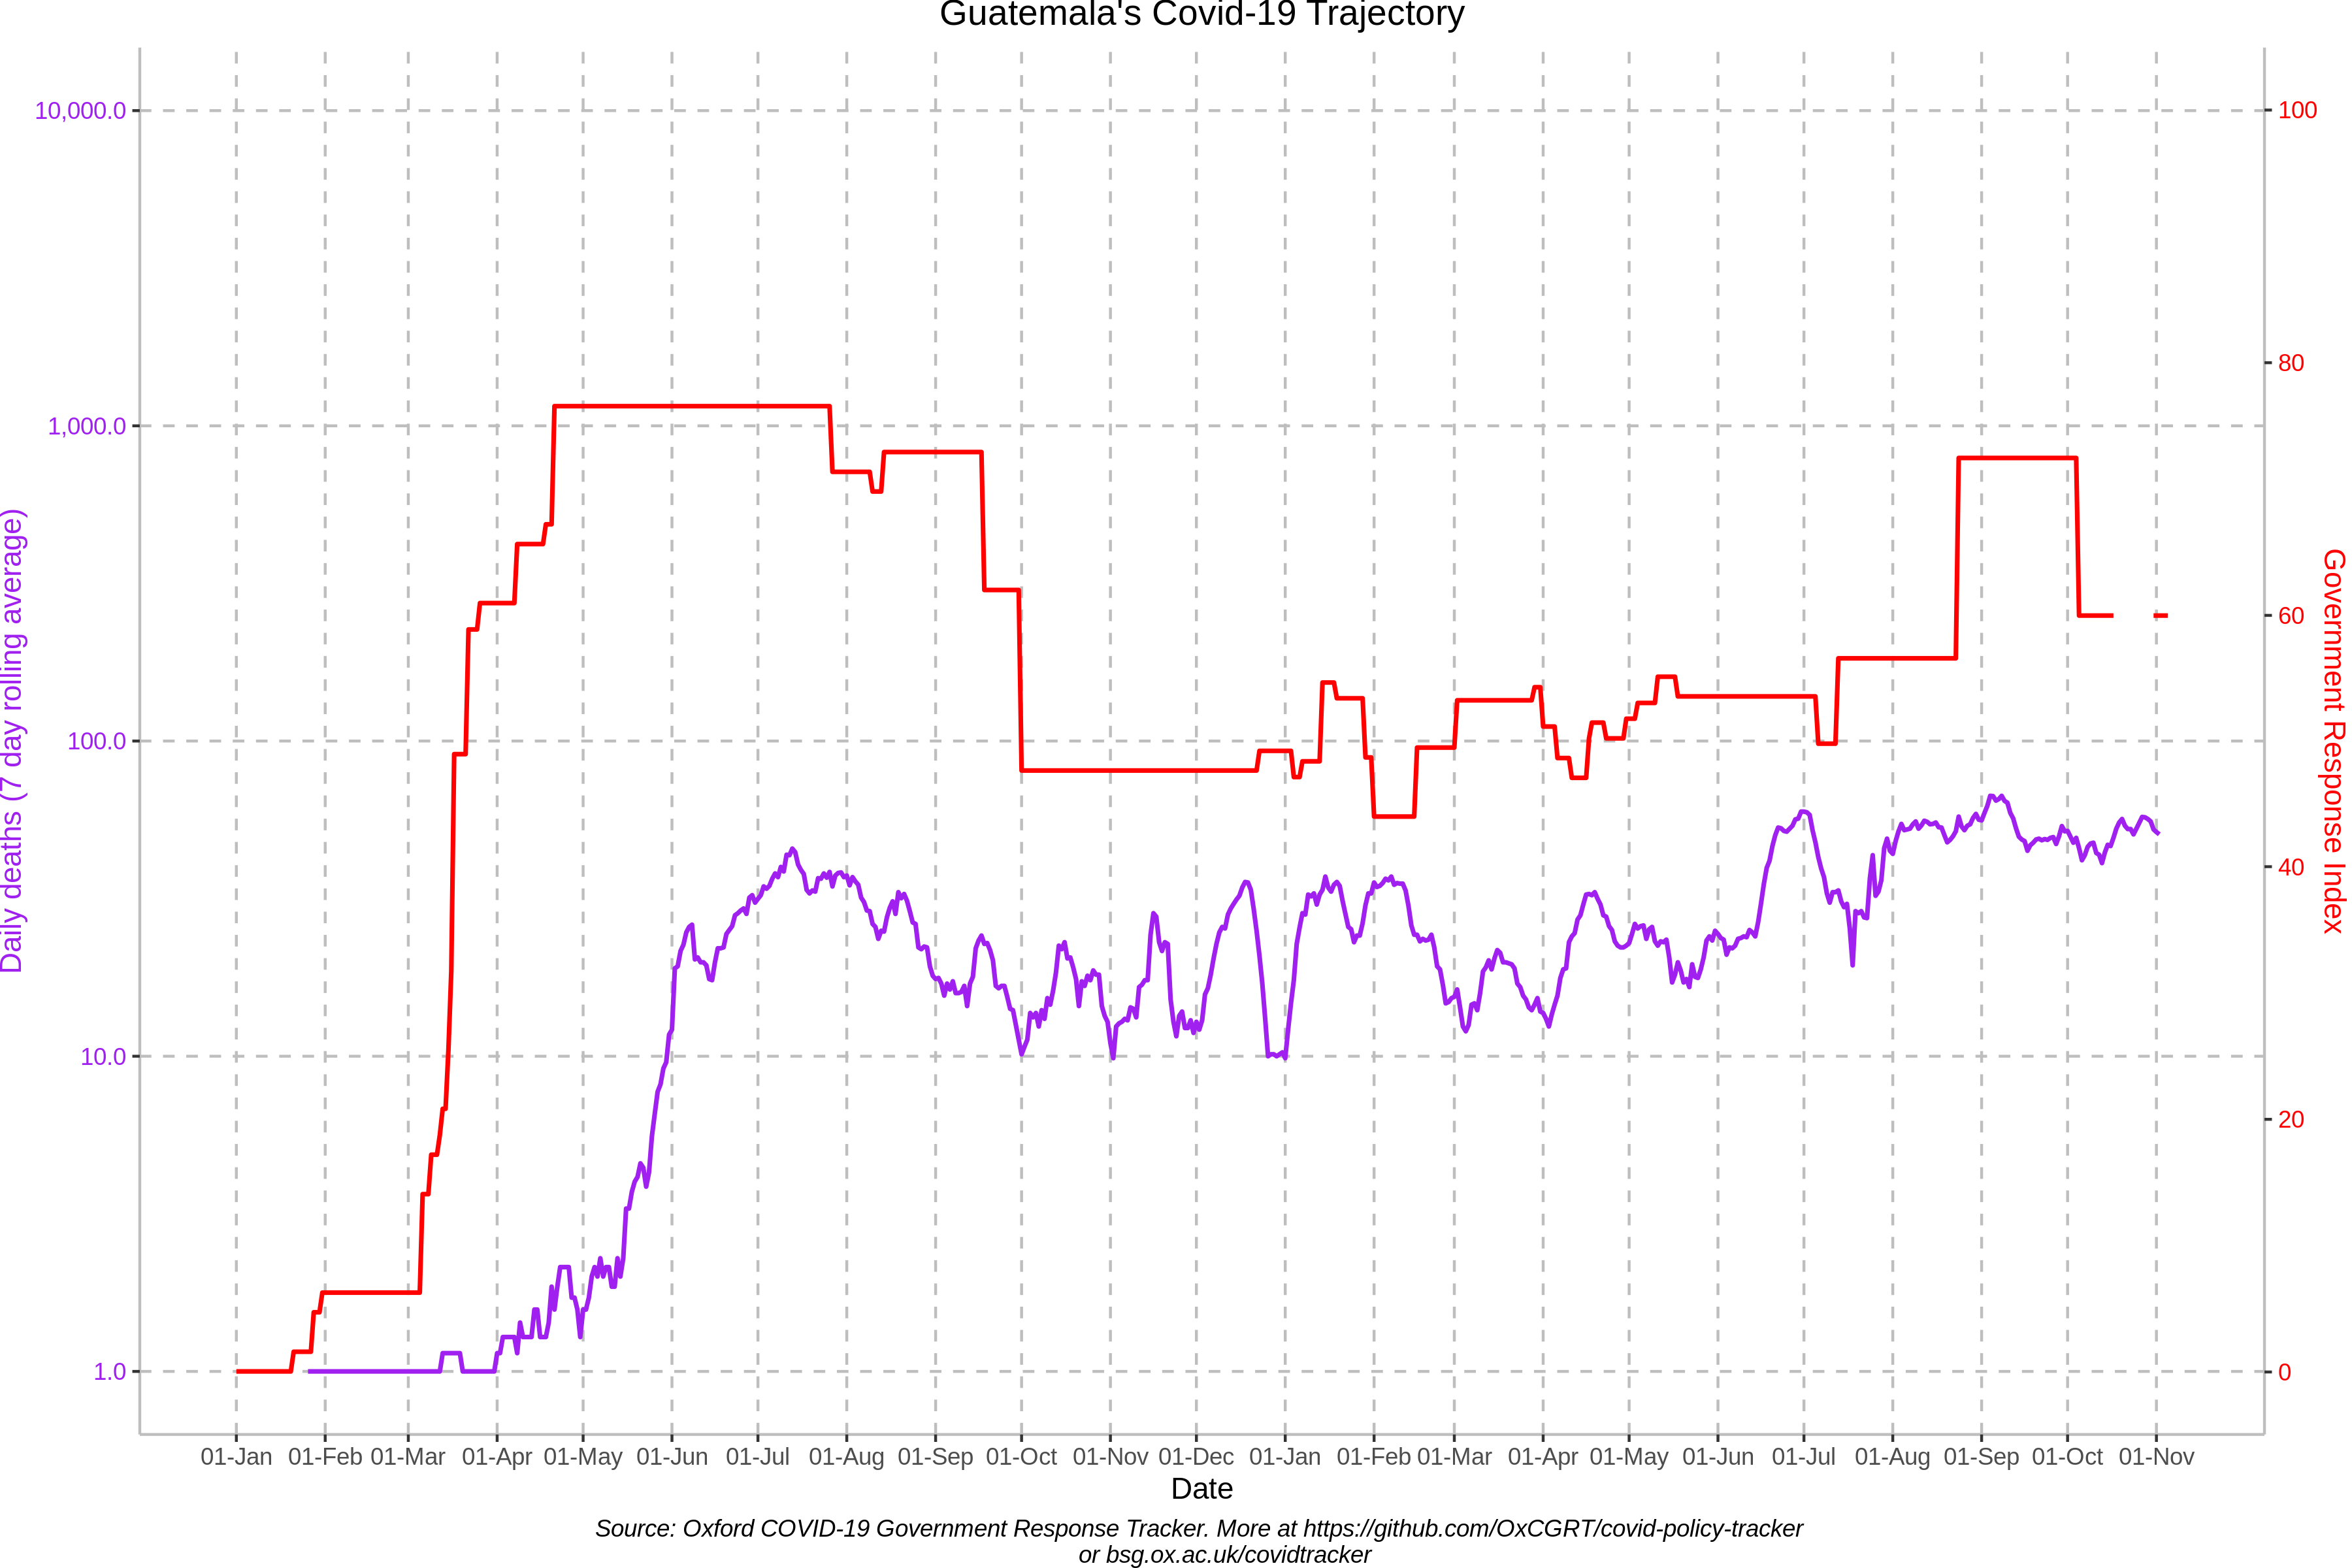 Guatemala's Covid-19 Trajectory
10,000.0
1,000.0
100.0
10.0
1.0
Daily deaths (7 day rolling average)
100
80
60
40
20
0
Government Response Index
01-Jan 01-Feb 01-Mar 01-Apr 01-May 01-Jun 01-Jul 01-Aug 01-Sep 01-Oct 01-Nov 01-Dec 01-Jan 01-Feb 01-Mar 01-Apr 01-May 01-Jun 01-Jul 01-Aug 01-Sep 01-Oct 01-Nov
Date
Source: Oxford COVID-19 Government Response Tracker. More at https://github.com/OxCGRT/covid-policy-tracker
or bsg.ox.ac.uk/covidtracker